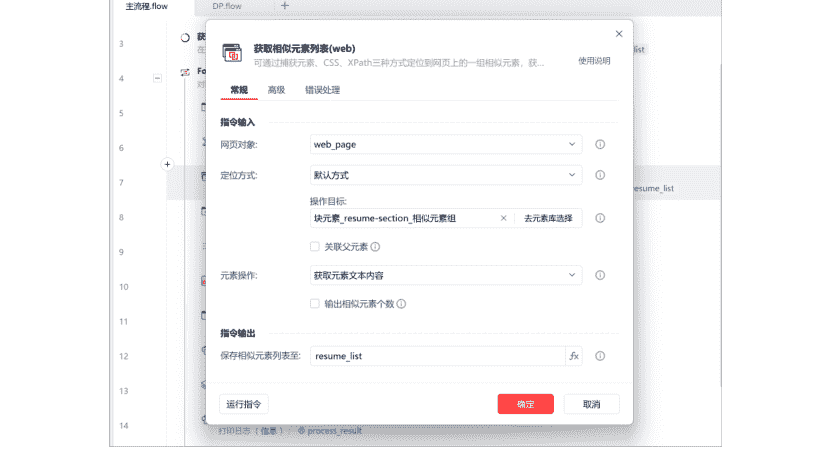 主流程.flow DP.flow +
3
4
5
6
7
8
9
10
11
12
13
14
获取相似元素列表(web)
可通过捕获元素、CSS、XPath三种方式定位到网页上的一组相似元素，获...
使用说明
常规 高级 错误处理
指令输入
网页对象: web_page
定位方式: 默认方式
操作目标:
块元素_resume-section_相似元素组 × 去元素库选择
关联父元素
元素操作: 获取元素文本内容
输出相似元素个数
指令输出
保存相似元素列表至: resume_list fx
运行指令 确定 取消
list
resume_list
打印日志 ( 信息 ) : process_result